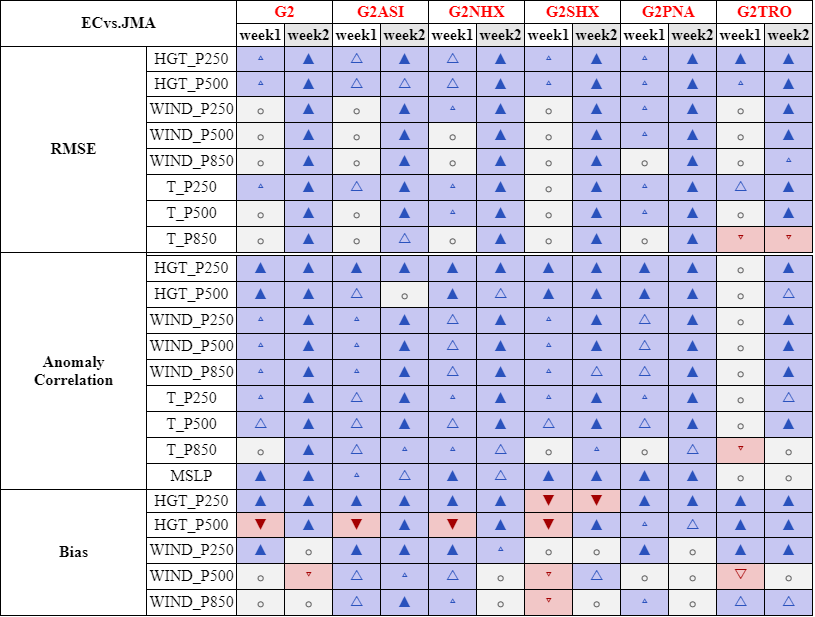 ECvs.JMA G2 G2ASI G2NHX G2SHX G2PNA G2TRO
week1 week2 week1 week2 week1 week2 week1 week2 week1 week2 week1 week2
RMSE
HGT_P250 ▵ ▲ △ ▲ △ ▲ ▵ ▲ ▵ ▲ ▲ ▲
HGT_P500 ▵ ▲ △ △ △ ▲ ▵ ▲ ▵ ▲ ▵ ▲
WIND_P250 ○ ▲ ○ ▲ ▵ ▲ ○ ▲ ▵ ▲ ○ ▲
WIND_P500 ○ ▲ ○ ▲ ○ ▲ ○ ▲ ▵ ▲ ○ ▲
WIND_P850 ○ ▲ ○ ▲ ○ ▲ ○ ▲ ○ ▲ ○ ▵
T_P250 ▵ ▲ △ ▲ ▵ ▲ ○ ▲ ▵ ▲ △ ▲
T_P500 ○ ▲ ○ ▲ ▵ ▲ ○ ▲ ▵ ▲ ○ ▲
T_P850 ○ ▲ ○ △ ○ ▲ ○ ▲ ○ ▲ ▿ ▿
Anomaly
Correlation
HGT_P250 ▲ ▲ ▲ ▲ ▲ ▲ ▲ ▲ ▲ ▲ ○ ▲
HGT_P500 ▲ ▲ △ ○ ▲ △ ▲ ▲ ▲ ▲ ○ △
WIND_P250 ▵ ▲ ▵ ▲ △ ▲ ▵ ▲ △ ▲ ○ ▲
WIND_P500 ▵ ▲ ▵ ▲ △ ▲ ▵ ▲ △ ▲ ○ ▲
WIND_P850 ▵ ▲ ▵ ▲ △ ▲ ▵ △ △ ▲ ○ ▲
T_P250 ▵ ▲ △ ▲ △ ▲ ▵ ▲ ▵ ▲ ○ △
T_P500 △ ▲ △ ▲ △ ▲ △ ▲ △ ▲ ○ ▲
T_P850 ○ ▲ △ ▵ ▵ △ ○ ▵ ○ △ ▿ ○
MSLP ▲ ▲ ▵ △ ▲ △ ▲ ▲ ▲ ▲ ○ ○
Bias
HGT_P250 ▲ ▲ ▲ ▲ ▲ ▲ ▼ ▼ ▲ ▲ ▲ ▲
HGT_P500 ▼ ▲ ▼ ▲ ▼ ▲ ▼ ▲ ▵ △ ▲ ▲
WIND_P250 ▲ ○ ▲ ▲ ▲ ▵ ○ ○ ▲ ○ ▲ ▲
WIND_P500 ○ ▿ △ ▵ △ ○ ▿ △ ○ ○ ▽ ○
WIND_P850 ○ ○ △ ▲ ▵ ○ ▿ ○ ▵ ○ △ △